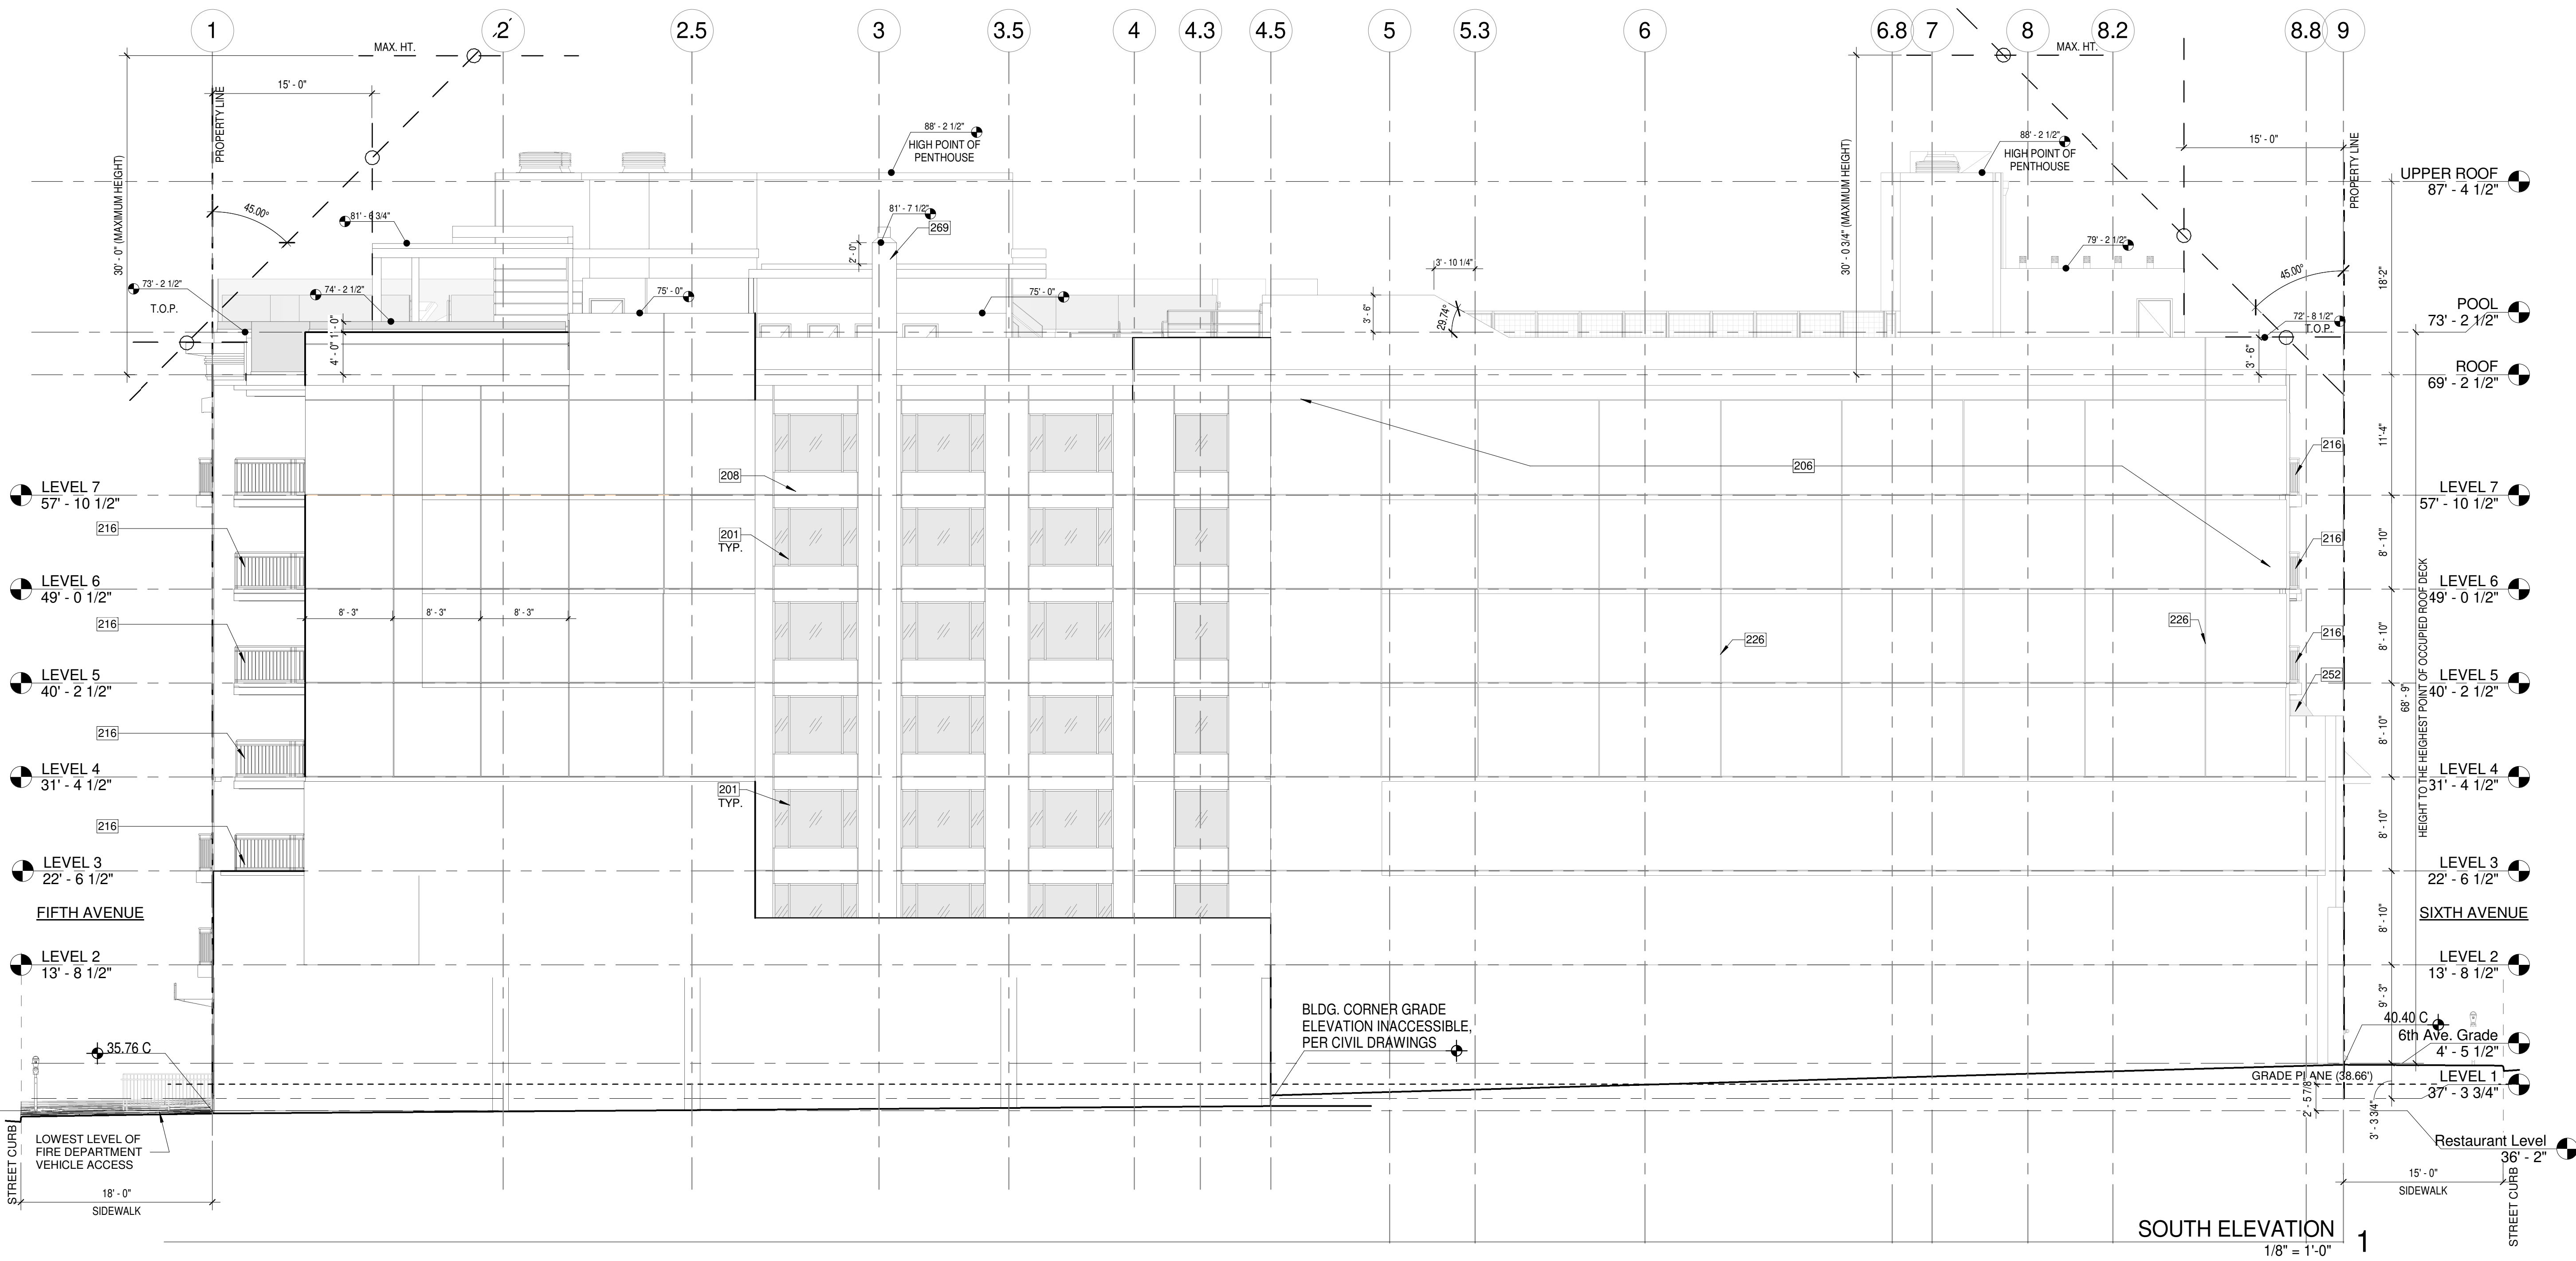 1
2
2.5
3
3.5
4
4.3
4.5
5
5.3
6
6.8
7
8
8.2
8.8
9
MAX. HT.
MAX. HT.
15' - 0"
PROPERTY LINE
30' - 0" (MAXIMUM HEIGHT)
45.00°
88' - 2 1/2"
HIGH POINT OF
PENTHOUSE
81' - 6 3/4"
81' - 7 1/2"
269
2' - 0"
73' - 2 1/2"
T.O.P.
74' - 2 1/2"
75' - 0"
75' - 0"
1' - 0"
4' - 0"
3' - 10 1/4"
3' - 6"
29.74°
30' - 0 3/4" (MAXIMUM HEIGHT)
88' - 2 1/2"
HIGH POINT OF
PENTHOUSE
79' - 2 1/2"
15' - 0"
PROPERTY LINE
45.00°
72' - 8 1/2"
T.O.P.
3' - 6"
UPPER ROOF
87' - 4 1/2"
18'-2"
POOL
73' - 2 1/2"
ROOF
69' - 2 1/2"
11'-4"
206
208
216
LEVEL 7
57' - 10 1/2"
LEVEL 7
57' - 10 1/2"
216
201
TYP.
216
8' - 10"
LEVEL 6
49' - 0 1/2"
LEVEL 6
49' - 0 1/2"
8' - 3"
8' - 3"
8' - 3"
216
226
226
216
8' - 10"
252
LEVEL 5
40' - 2 1/2"
LEVEL 5
40' - 2 1/2"
68' - 9"
HEIGHT TO THE HEIGHEST POINT OF OCCUPIED ROOF DECK
216
8' - 10"
LEVEL 4
31' - 4 1/2"
LEVEL 4
31' - 4 1/2"
201
TYP.
216
8' - 10"
LEVEL 3
22' - 6 1/2"
LEVEL 3
22' - 6 1/2"
FIFTH AVENUE
SIXTH AVENUE
8' - 10"
LEVEL 2
13' - 8 1/2"
LEVEL 2
13' - 8 1/2"
9' - 3"
BLDG. CORNER GRADE
ELEVATION INACCESSIBLE,
PER CIVIL DRAWINGS
35.76 C
40.40 C
6th Ave. Grade
4' - 5 1/2"
GRADE PLANE (38.66')
LEVEL 1
37' - 3 3/4"
2' - 5 7/8"
3' - 3 3/4"
LOWEST LEVEL OF
FIRE DEPARTMENT
VEHICLE ACCESS
Restaurant Level
36' - 2"
STREET CURB
18' - 0"
SIDEWALK
15' - 0"
SIDEWALK
STREET CURB
SOUTH ELEVATION
1/8" = 1'-0"
1